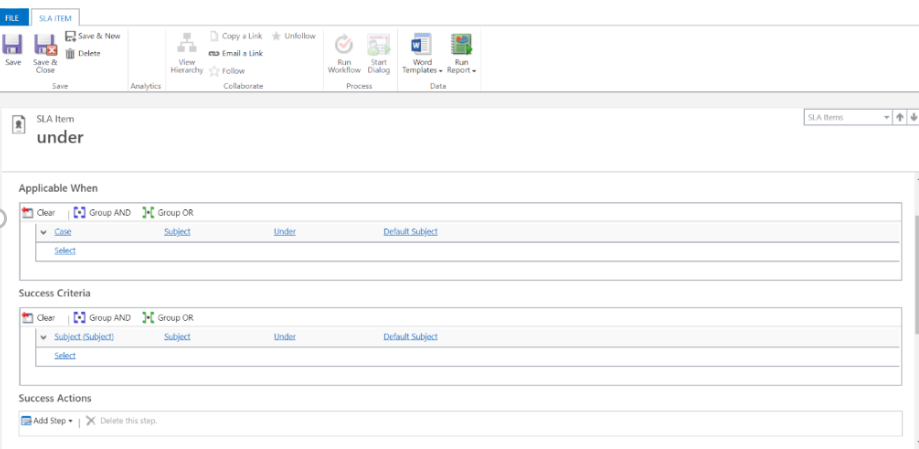 FILE SLA ITEM
Save
Save & Close
Save & New
Delete
Save
Analytics
View Hierarchy
Copy a Link
Email a Link
Follow
Unfollow
Collaborate
Run Workflow
Start Dialog
Process
Word Templates
Run Report
Data
SLA Item
under
SLA Items
Applicable When
Clear Group AND Group OR
Case Subject Under Default Subject
Select
Success Criteria
Clear Group AND Group OR
Subject (Subject) Subject Under Default Subject
Select
Success Actions
Add Step Delete this step.